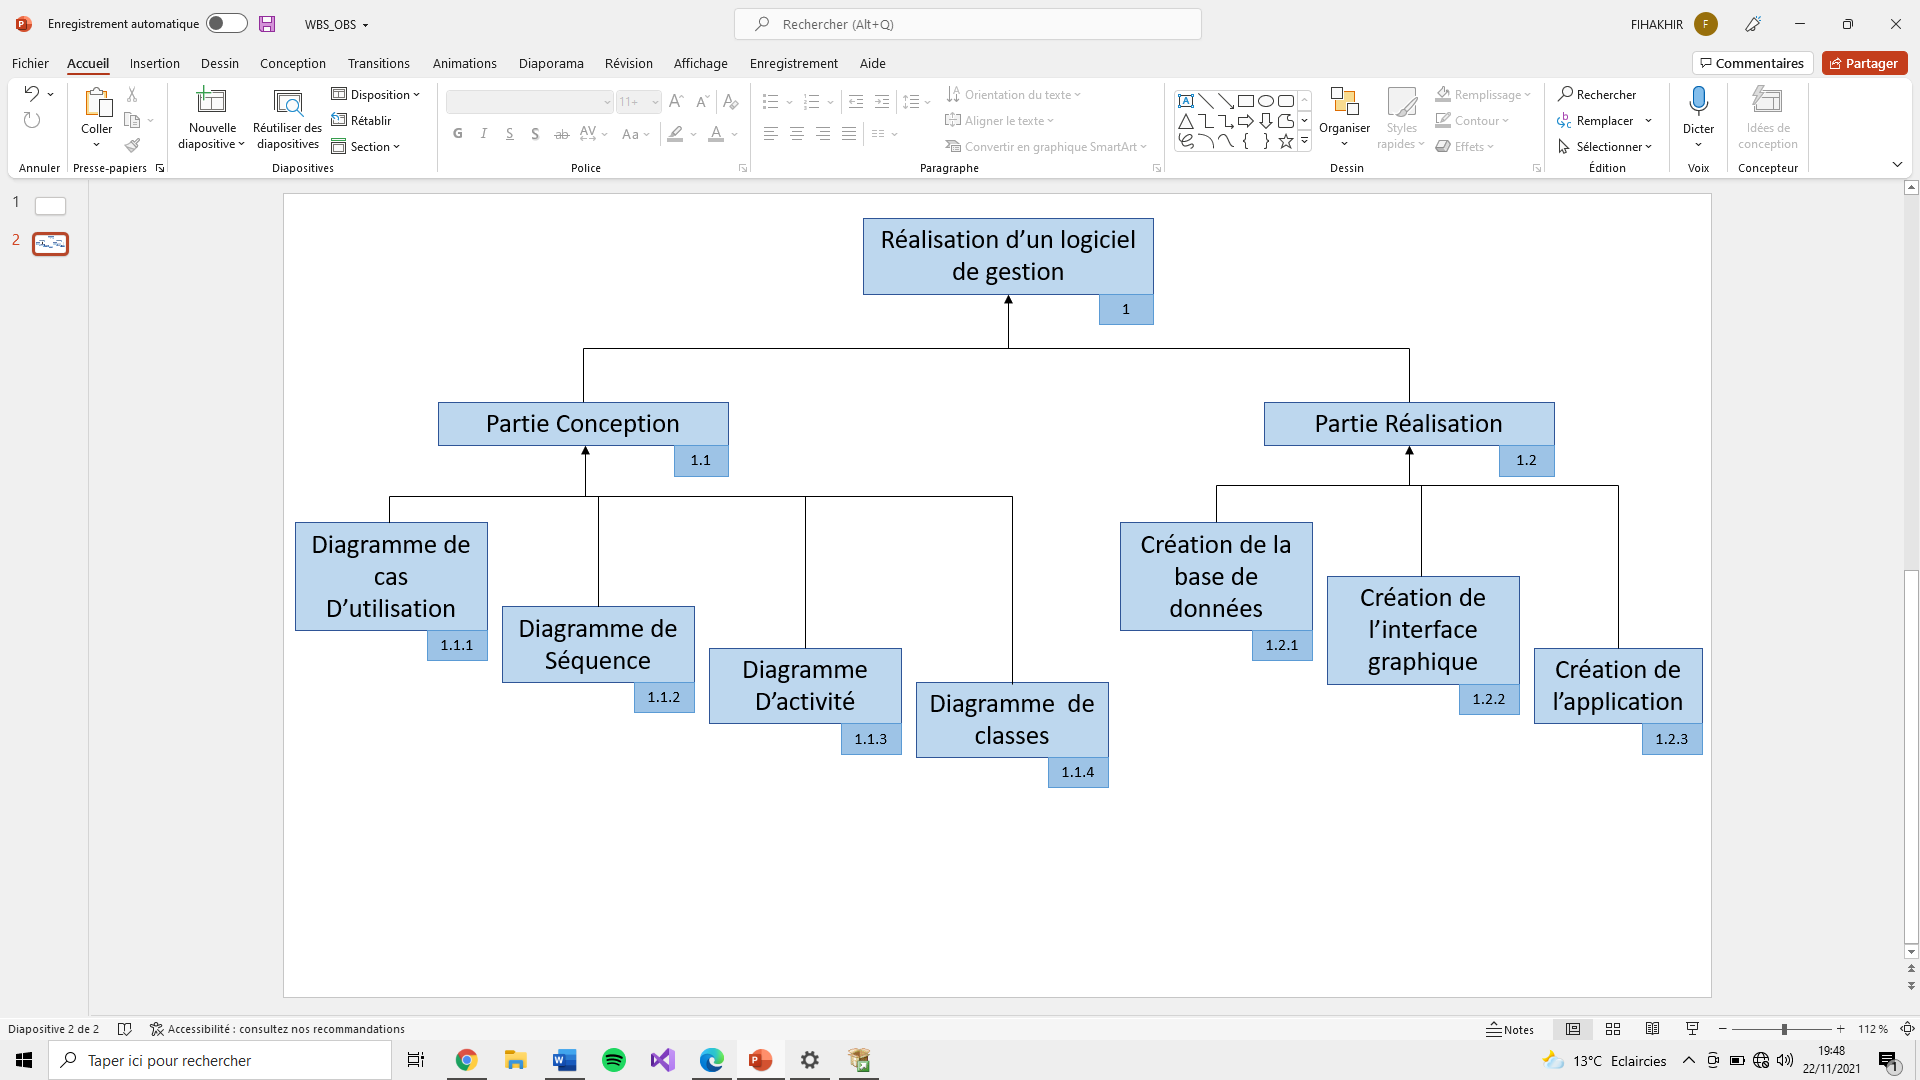 Enregistrement automatique
WBS_OBS
Rechercher (Alt+Q)
FIHAKHIR
F
Fichier Accueil Insertion Dessin Conception Transitions Animations Diaporama Révision Affichage Enregistrement Aide
Commentaires
Partager
Coller
Nouvelle diapositive
Réutiliser des diapositives
Disposition
Rétablir
Section
11+
G I S S ab AV Aa A
Orientation du texte
Aligner le texte
Convertir en graphique SmartArt
Organiser
Styles rapides
Remplissage
Contour
Effets
Rechercher
Remplacer
Sélectionner
Dicter
Idées de conception
Annuler Presse-papiers Diapositives Police Paragraphe Dessin Édition Voix Concepteur
1
2
Réalisation d’un logiciel
de gestion
1
Partie Conception
1.1
Partie Réalisation
1.2
Diagramme de
cas
D’utilisation
1.1.1
Diagramme de
Séquence
1.1.2
Diagramme
D’activité
1.1.3
Diagramme  de
classes
1.1.4
Création de la
base de
données
1.2.1
Création de
l’interface
graphique
1.2.2
Création de
l’application
1.2.3
Diapositive 2 de 2
Accessibilité : consultez nos recommandations
Notes
112 %
Taper ici pour rechercher
13°C Eclaircies
19:48
22/11/2021
1